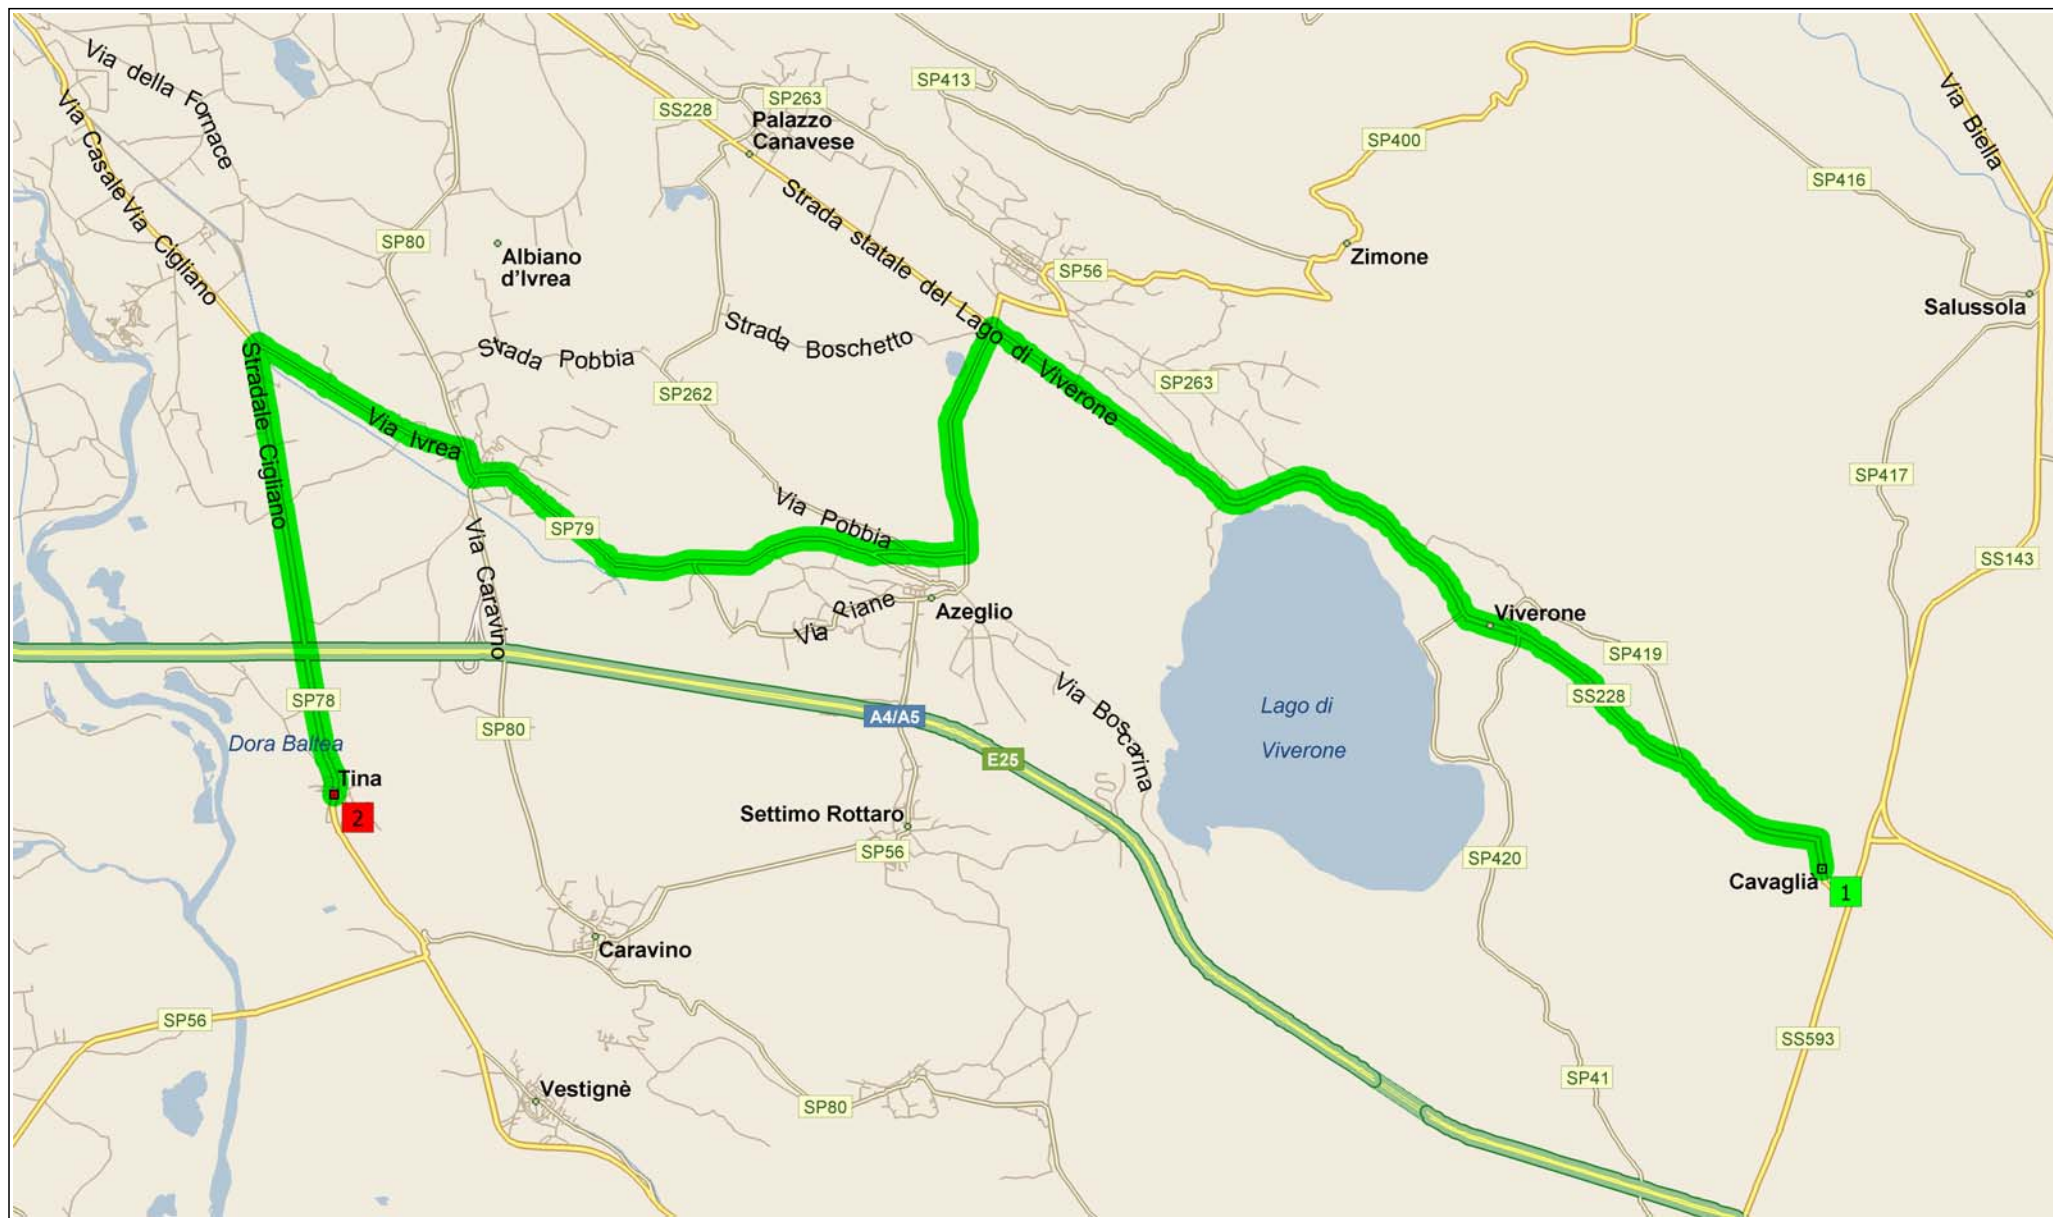 Via della Fornace
Via Casale
Via Cigliano
SP413
SP263
SS228
Palazzo
Canavese
SP400
Via Biella
SP416
Strada statale del Lago di Viverone
SP80
Albiano
d'Ivrea
Zimone
SP56
Salussola
Strada Boschetto
Strada Pobbia
Stradale Cigliano
SP262
SP263
Via Ivrea
SP417
Via Pobbia
SP79
Via Caravino
SS143
Via Piane
Azeglio
Viverone
SP419
SS228
SP78
Via Boscarina
Lago di
Viverone
A4/A5
SP80
Dora Baltea
E25
Tina
2
Settimo Rottaro
SP56
SP420
Cavaglià
1
Caravino
SP56
SS593
SP41
Vestignè
SP80